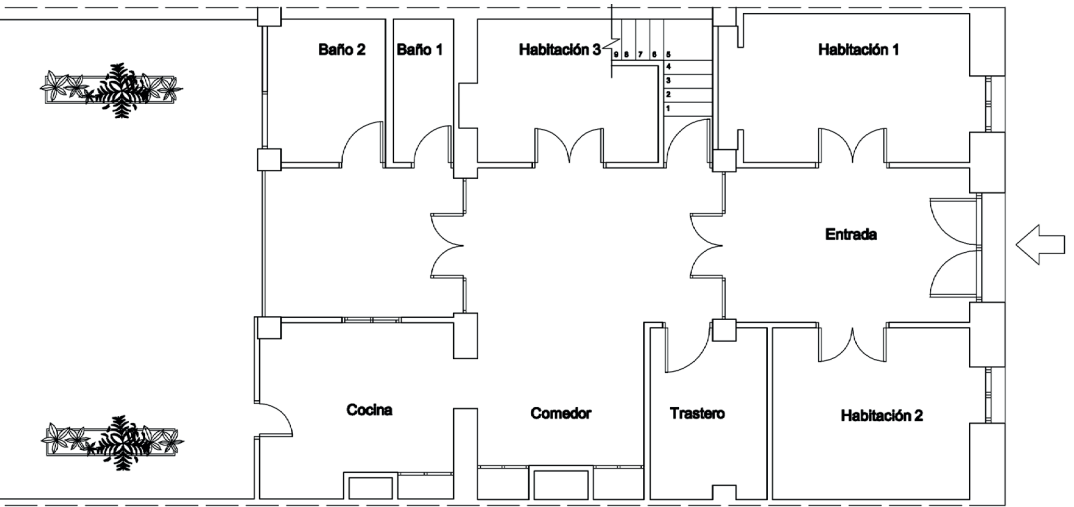 Baño 2
Baño 1
Habitación 3
9 8 7 6 5
4
3
2
1
Habitación 1
Entrada
Cocina
Comedor
Trastero
Habitación 2